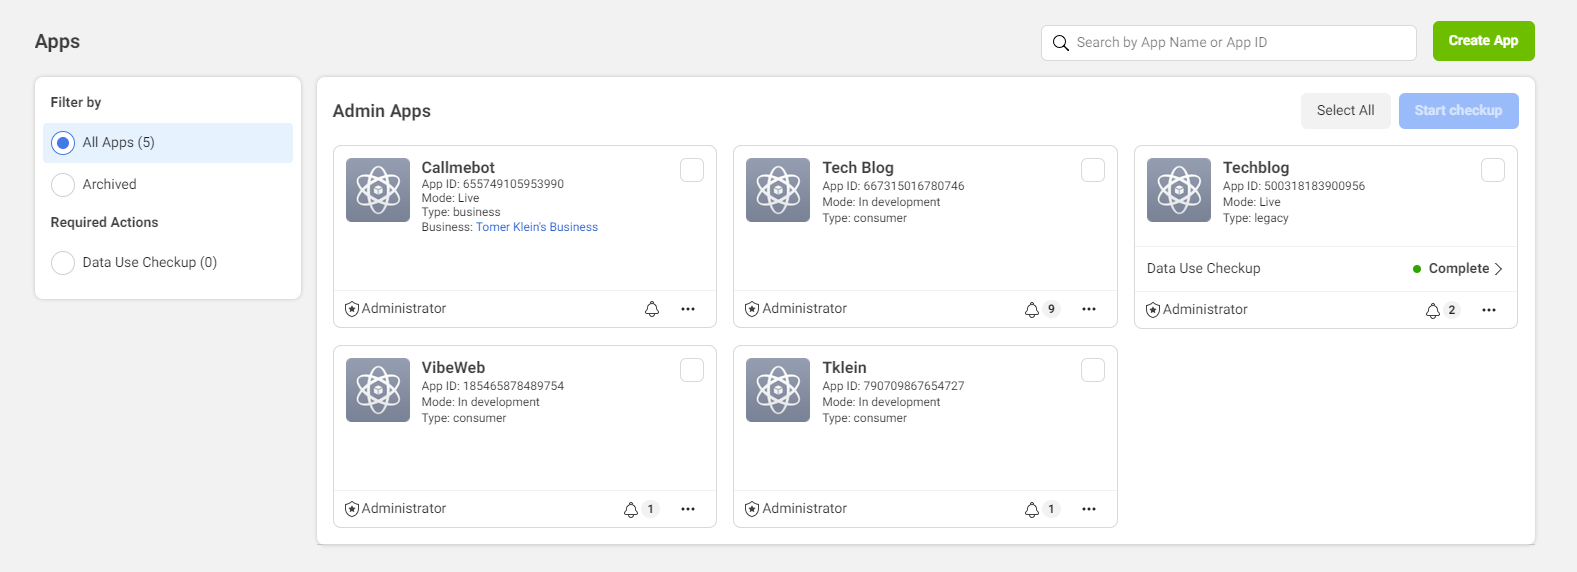 Apps
Search by App Name or App ID
Create App
Filter by
All Apps (5)
Archived
Required Actions
Data Use Checkup (0)
Admin Apps
Select All
Start checkup
Callmebot
App ID: 655749105953990
Mode: Live
Type: business
Business: Tomer Klein's Business
Administrator
Tech Blog
App ID: 667315016780746
Mode: In development
Type: consumer
Administrator
9
Techblog
App ID: 500318183900956
Mode: Live
Type: legacy
Data Use Checkup
Complete
Administrator
2
VibeWeb
App ID: 185465878489754
Mode: In development
Type: consumer
Administrator
1
Tklein
App ID: 790709867654727
Mode: In development
Type: consumer
Administrator
1